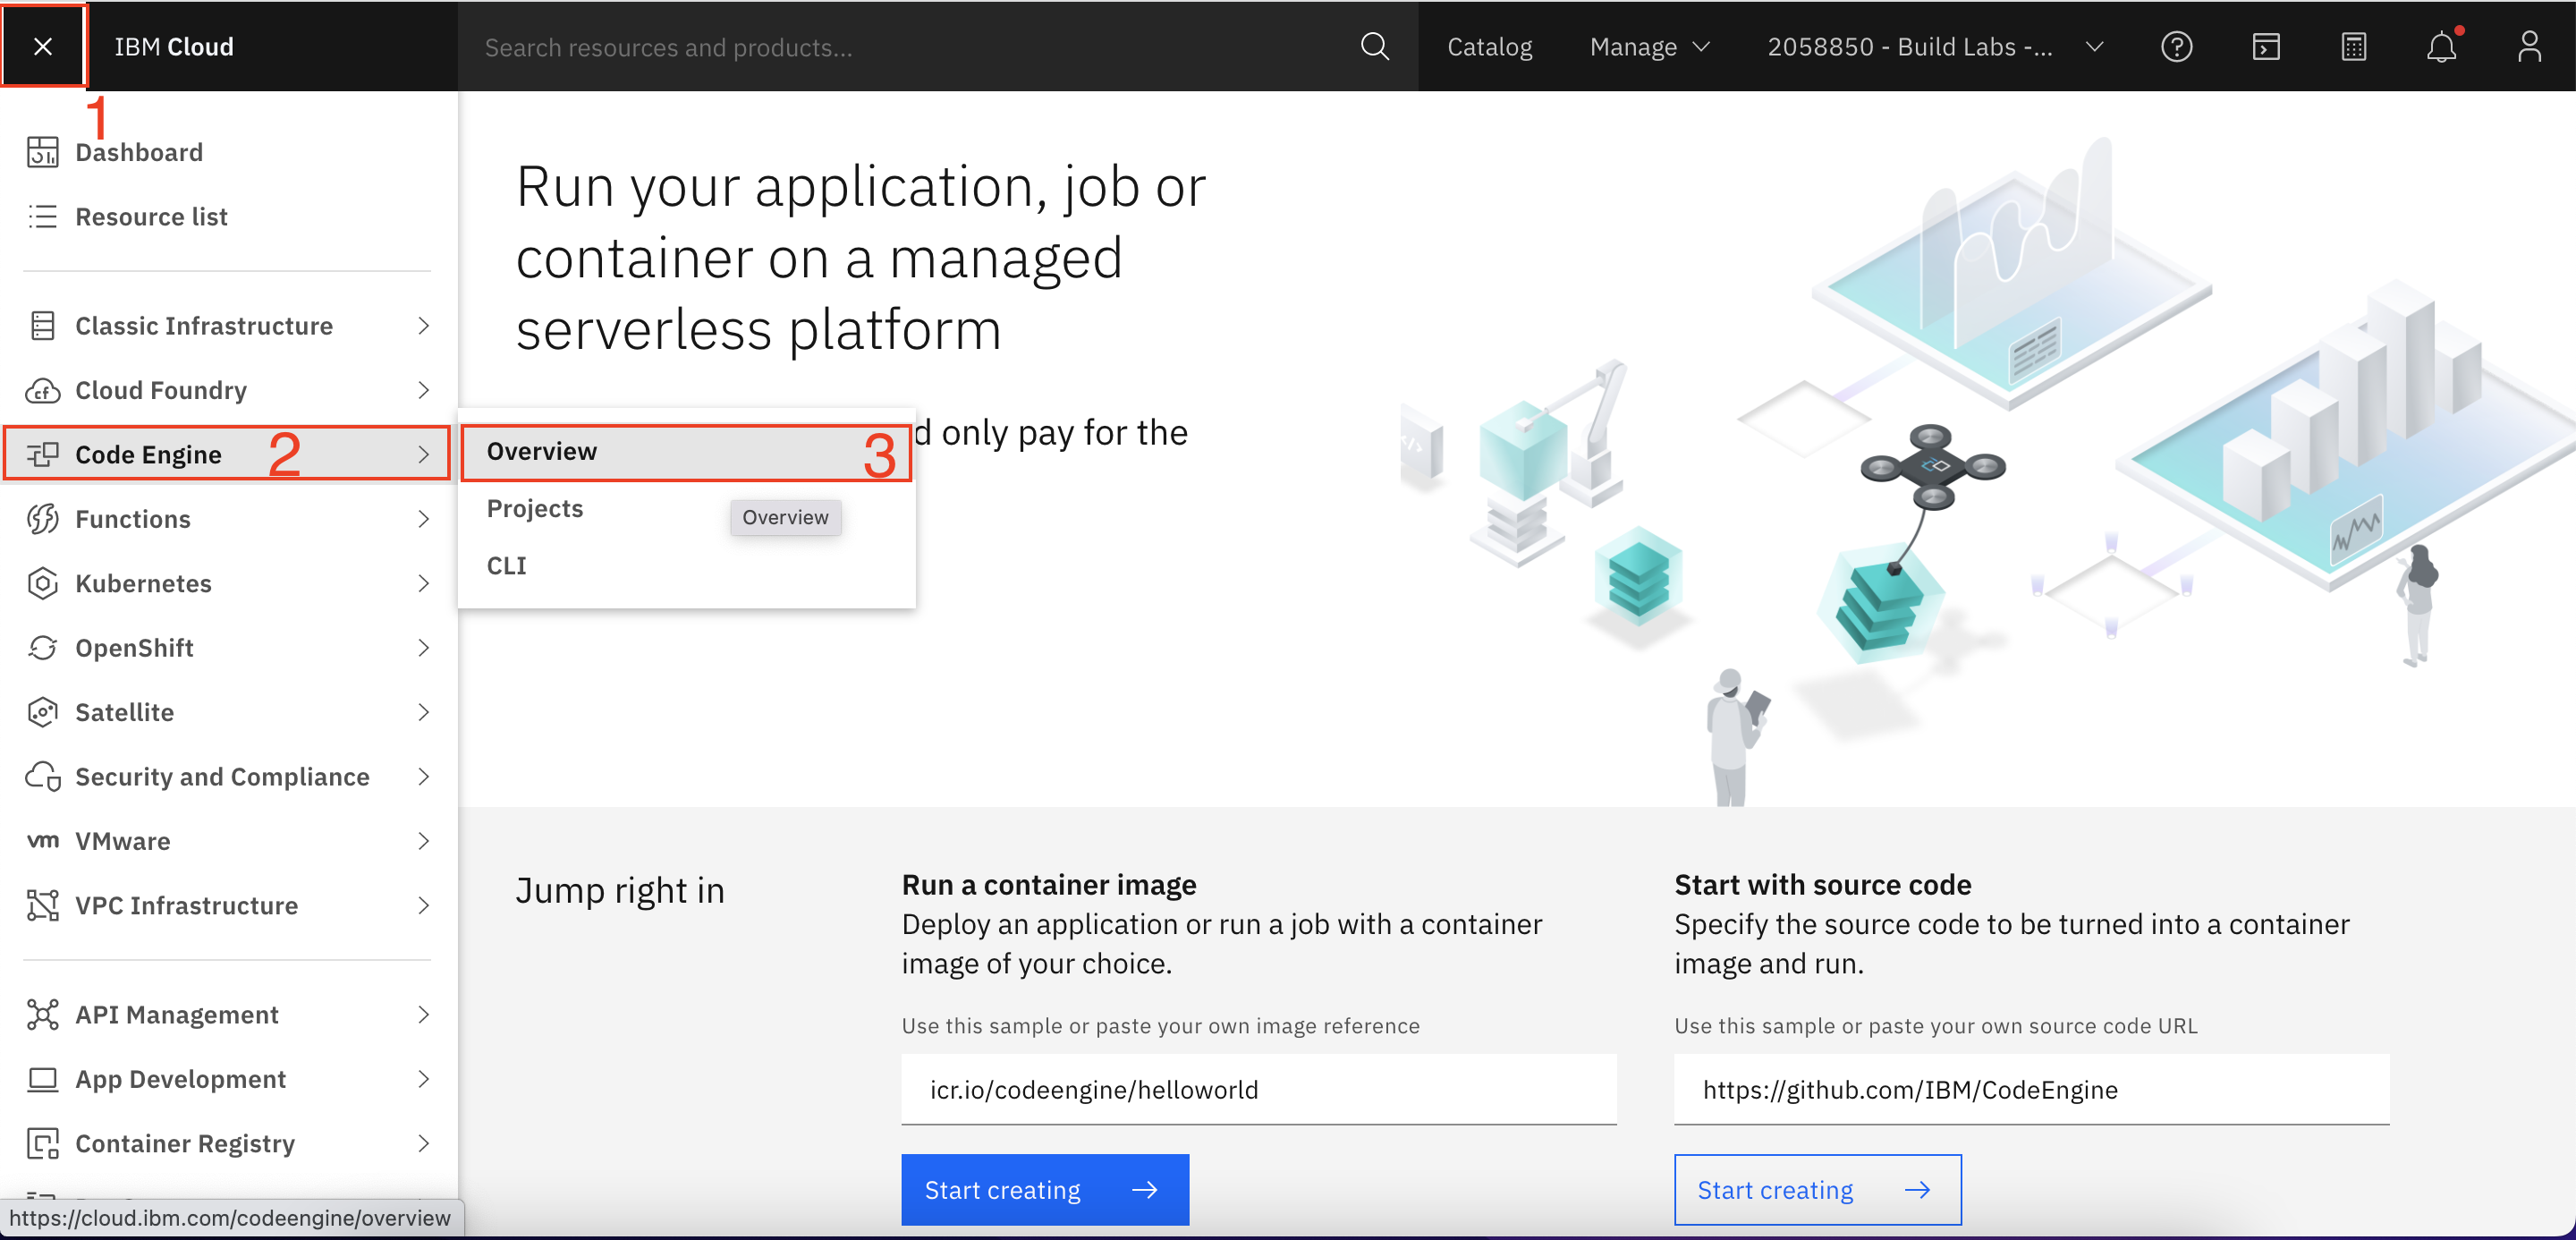 IBM Cloud
Search resources and products...
Catalog
Manage
2058850 - Build Labs -...
1
Dashboard
Resource list
Classic Infrastructure
Cloud Foundry
Code Engine 2
Functions
Kubernetes
OpenShift
Satellite
Security and Compliance
vm VMware
VPC Infrastructure
API Management
App Development
Container Registry
https://cloud.ibm.com/codeengine/overview
Overview 3
Projects
Overview
CLI
Run your application, job or
container on a managed
serverless platform
d only pay for the
Jump right in
Run a container image
Deploy an application or run a job with a container
image of your choice.
Use this sample or paste your own image reference
icr.io/codeengine/helloworld
Start creating
Start with source code
Specify the source code to be turned into a container
image and run.
Use this sample or paste your own source code URL
https://github.com/IBM/CodeEngine
Start creating